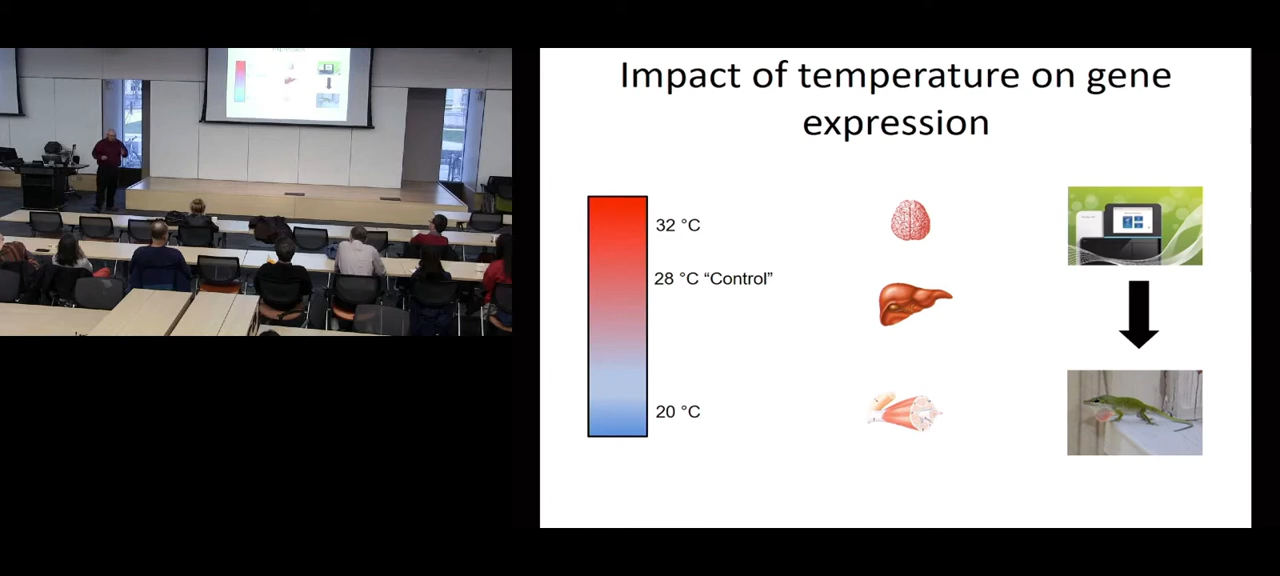 Impact of temperature on gene
expression
32 °C
28 °C “Control”
20 °C